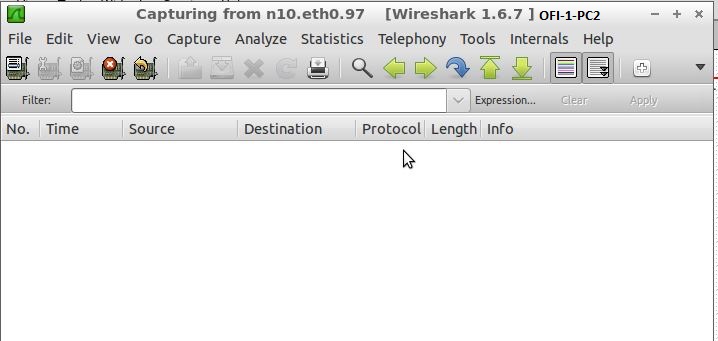 Capturing from n10.eth0.97 [Wireshark 1.6.7 ] OFI-1-PC2
File Edit View Go Capture Analyze Statistics Telephony Tools Internals Help
Filter: Expression... Clear Apply
No. Time Source Destination Protocol Length Info